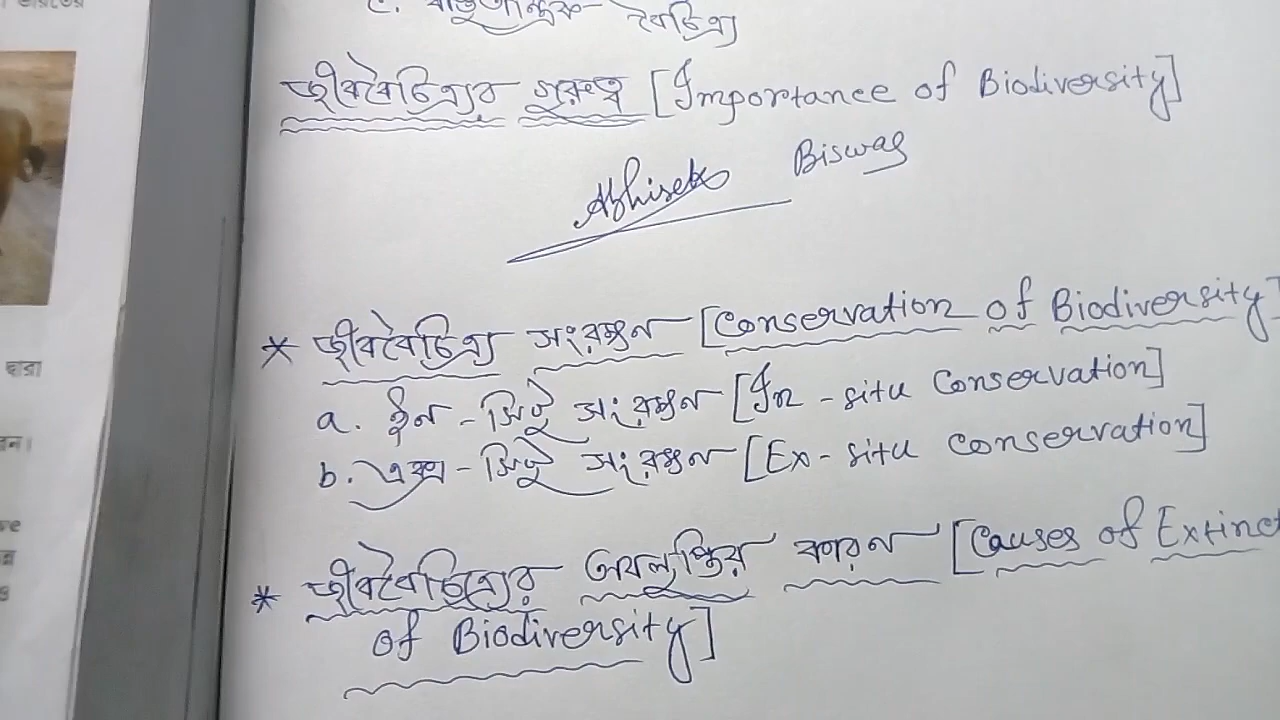 বৈচিত্র্য
জীববৈচিত্র্যের গুরুত্ব [Importance of Biodiversity]
Abhisek Biswas
* জীববৈচিত্র্য সংরক্ষণ [Conservation of Biodiversity]
a. ইন - সিটু সংরক্ষণ [In - situ Conservation]
b. এক্স - সিটু সংরক্ষণ [Ex - situ Conservation]
* জীববৈচিত্র্যের অবলুপ্তির কারণ [Causes of Extinct
of Biodiversity]
ছাড়া